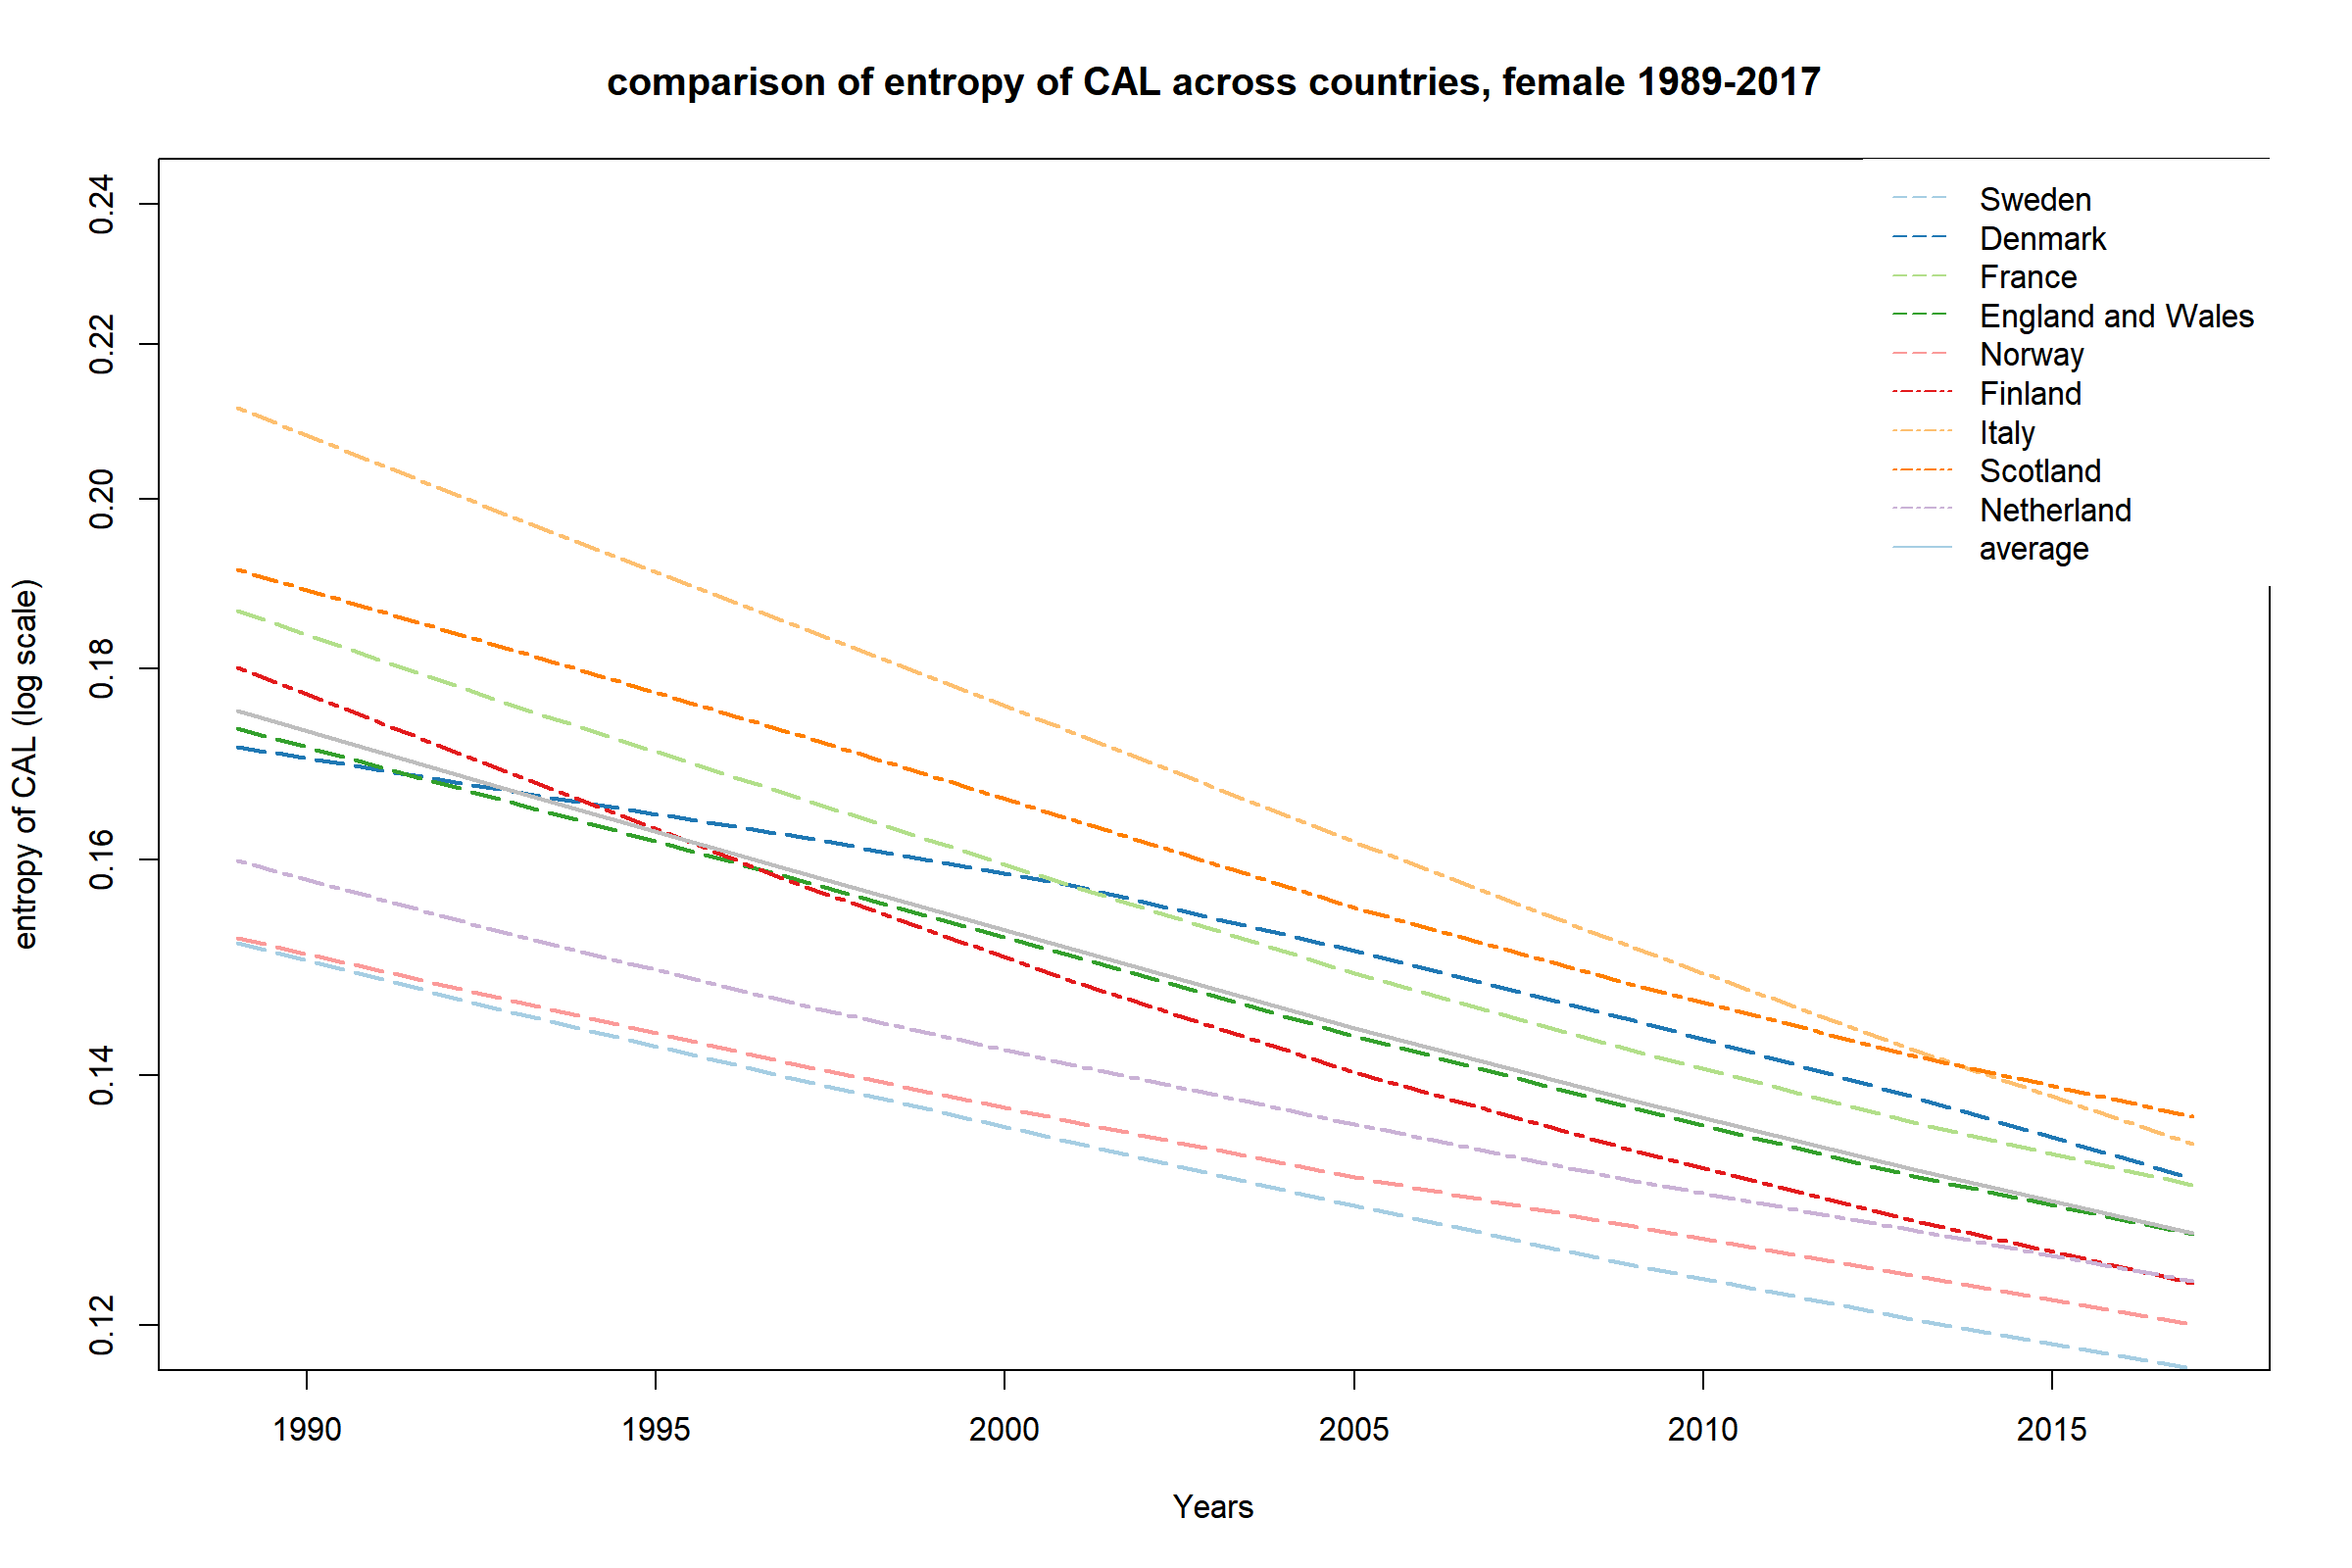 comparison of entropy of CAL across countries, female 1989-2017
entropy of CAL (log scale)
0.24
0.22
0.20
0.18
0.16
0.14
0.12
Sweden
Denmark
France
England and Wales
Norway
Finland
Italy
Scotland
Netherland
average
1990 1995 2000 2005 2010 2015
Years